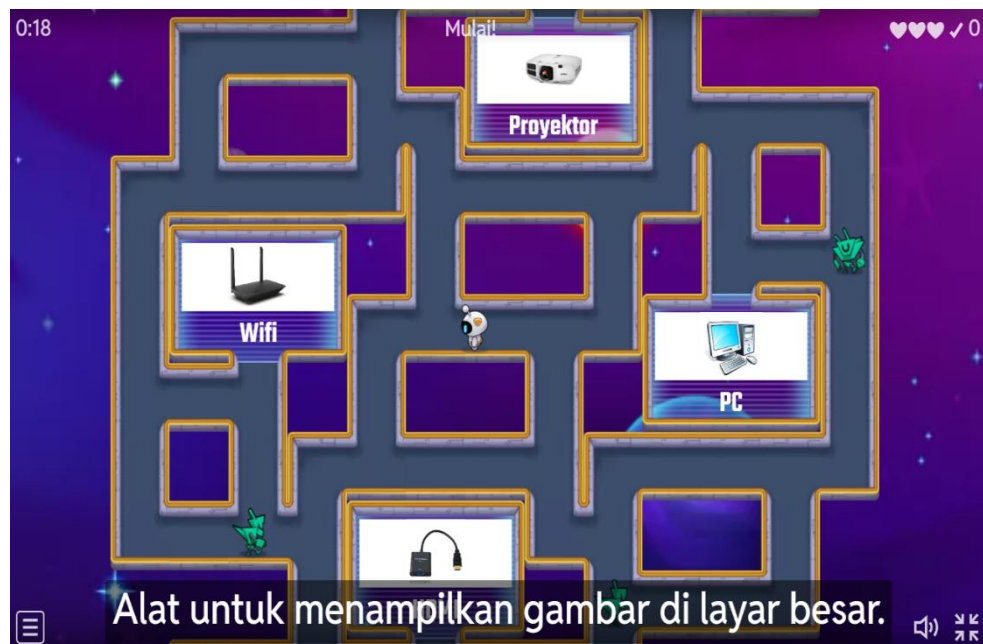 0:18
Mulai!
0
Proyektor
Wifi
PC
Alat untuk menampilkan gambar di layar besar.